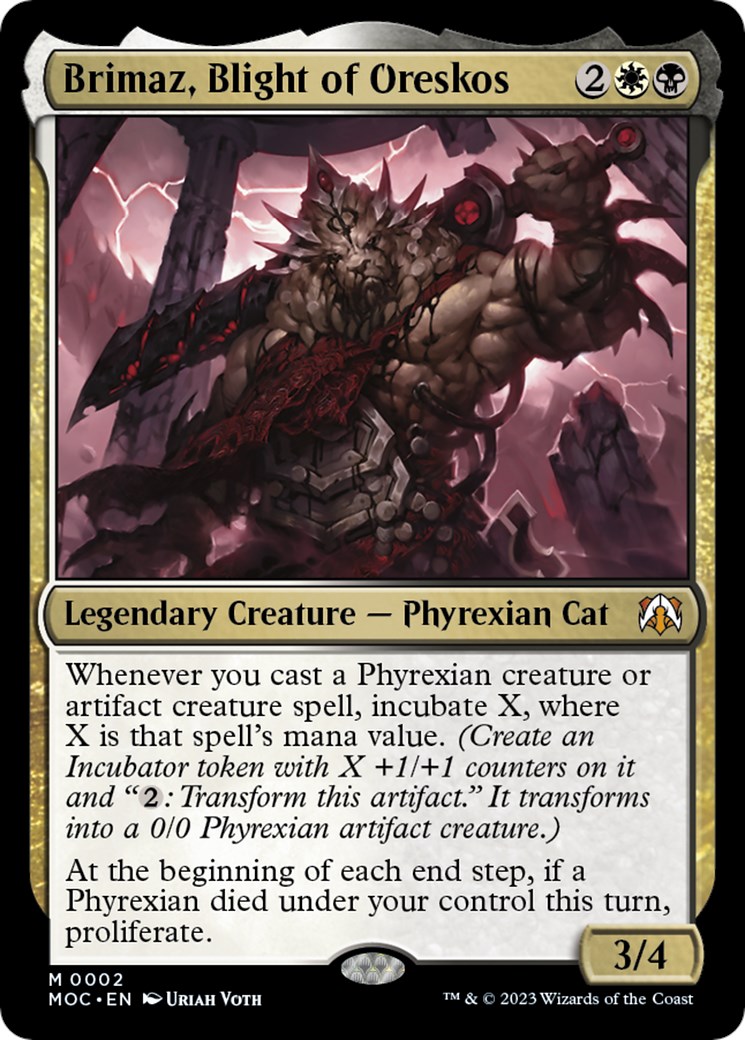 Brimaz, Blight of Oreskos 2
Legendary Creature — Phyrexian Cat
Whenever you cast a Phyrexian creature or
artifact creature spell, incubate X, where
X is that spell's mana value. (Create an
Incubator token with X +1/+1 counters on it
and “2: Transform this artifact.” It transforms
into a 0/0 Phyrexian artifact creature.)
At the beginning of each end step, if a
Phyrexian died under your control this turn,
proliferate.
3/4
M 0002
MOC • EN Uriah Voth
™ & © 2023 Wizards of the Coast